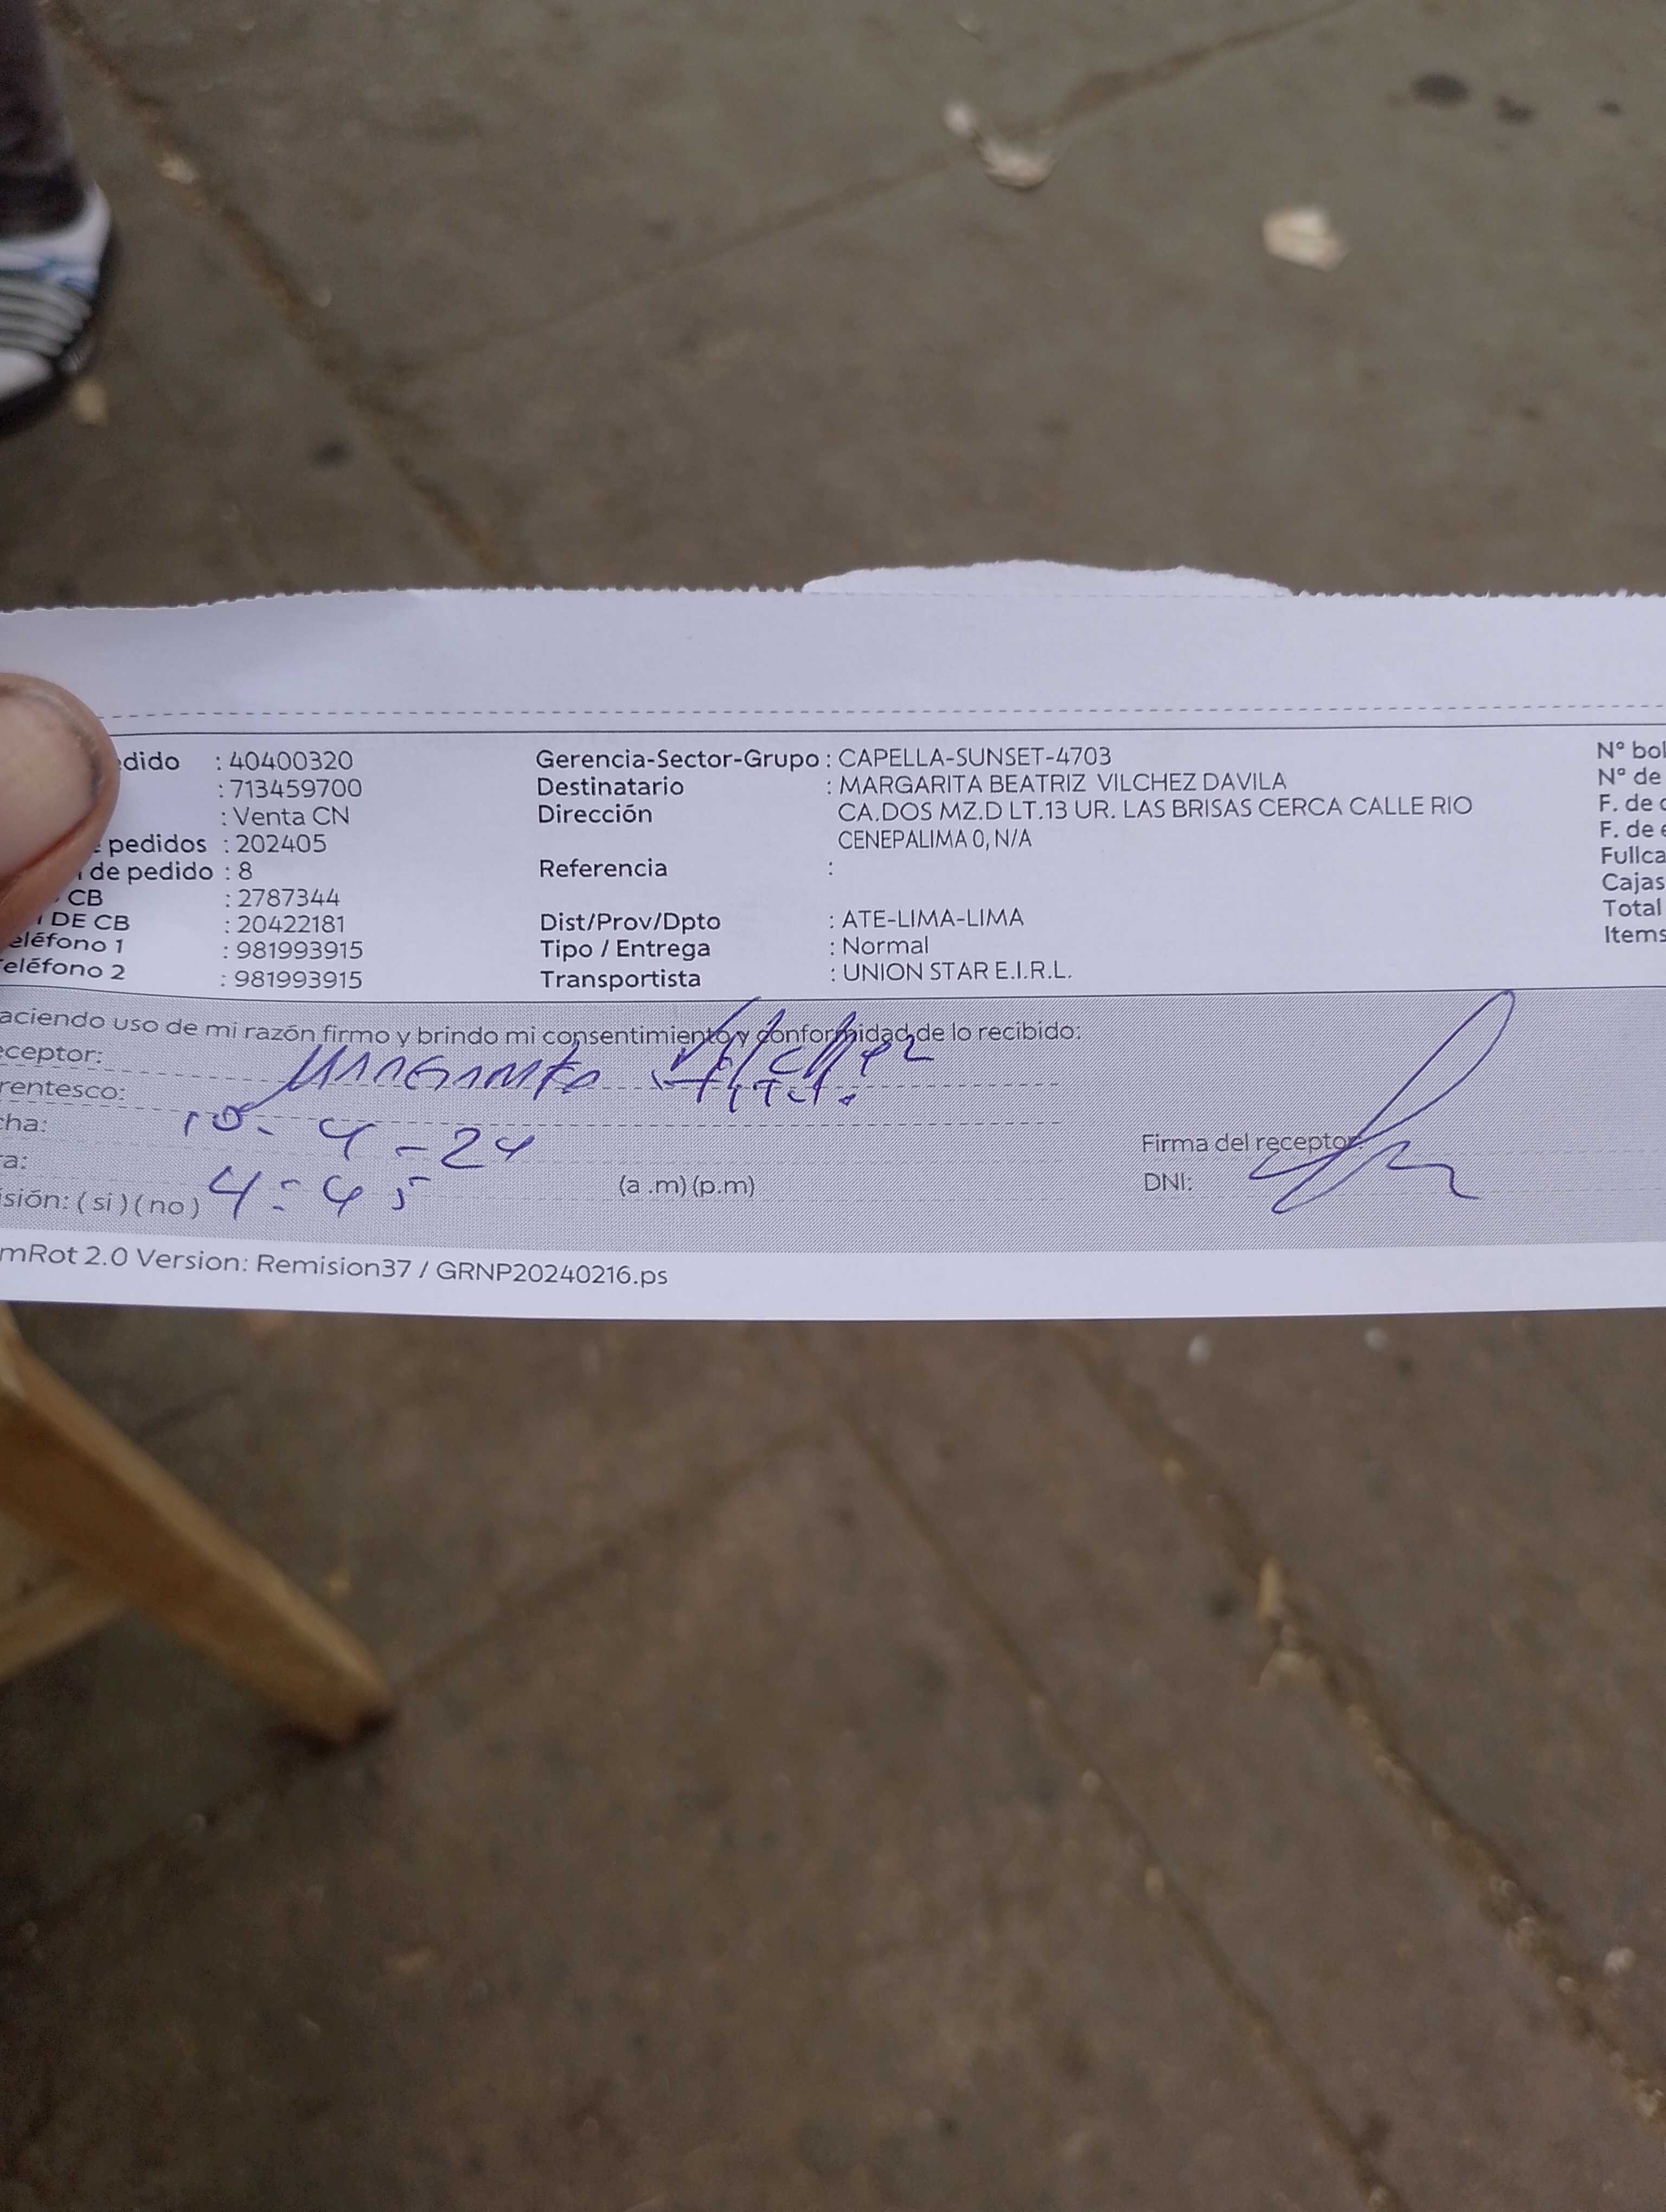 dido : 40400320 Gerencia-Sector-Grupo : CAPELLA-SUNSET-4703 N° bol
: 713459700 Destinatario : MARGARITA BEATRIZ VILCHEZ DAVILA N° de
: Venta CN Dirección CA.DOS MZ.D LT.13 UR. LAS BRISAS CERCA CALLE RIO F. de
pedidos : 202405 CENEPALIMA 0, N/A F. de e
de pedido : 8 Referencia : Fullca
CB : 2787344 Cajas
DE CB : 20422181 Dist/Prov/Dpto : ATE-LIMA-LIMA Total
eléfono 1 : 981993915 Tipo / Entrega : Normal Items
eléfono 2 : 981993915 Transportista : UNION STAR E.I.R.L.
aciendo uso de mi razón firmo y brindo mi consentimiento y conformidad de lo recibido:
ceptor: Margarita Vilchez
rentesco:
cha: 10-4-24 Firma del receptor:
ra: 4:45 (a .m) (p.m) DNI:
isión: ( si ) ( no )
mRot 2.0 Version: Remision37 / GRNP20240216.ps